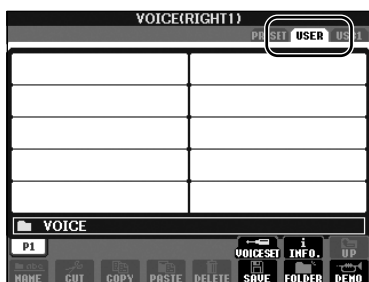 VOICE(RIGHT1)
PRESET USER USB1
VOICE
P1
VOICESET INFO. UP
NAME CUT COPY PASTE DELETE SAVE FOLDER DEMO